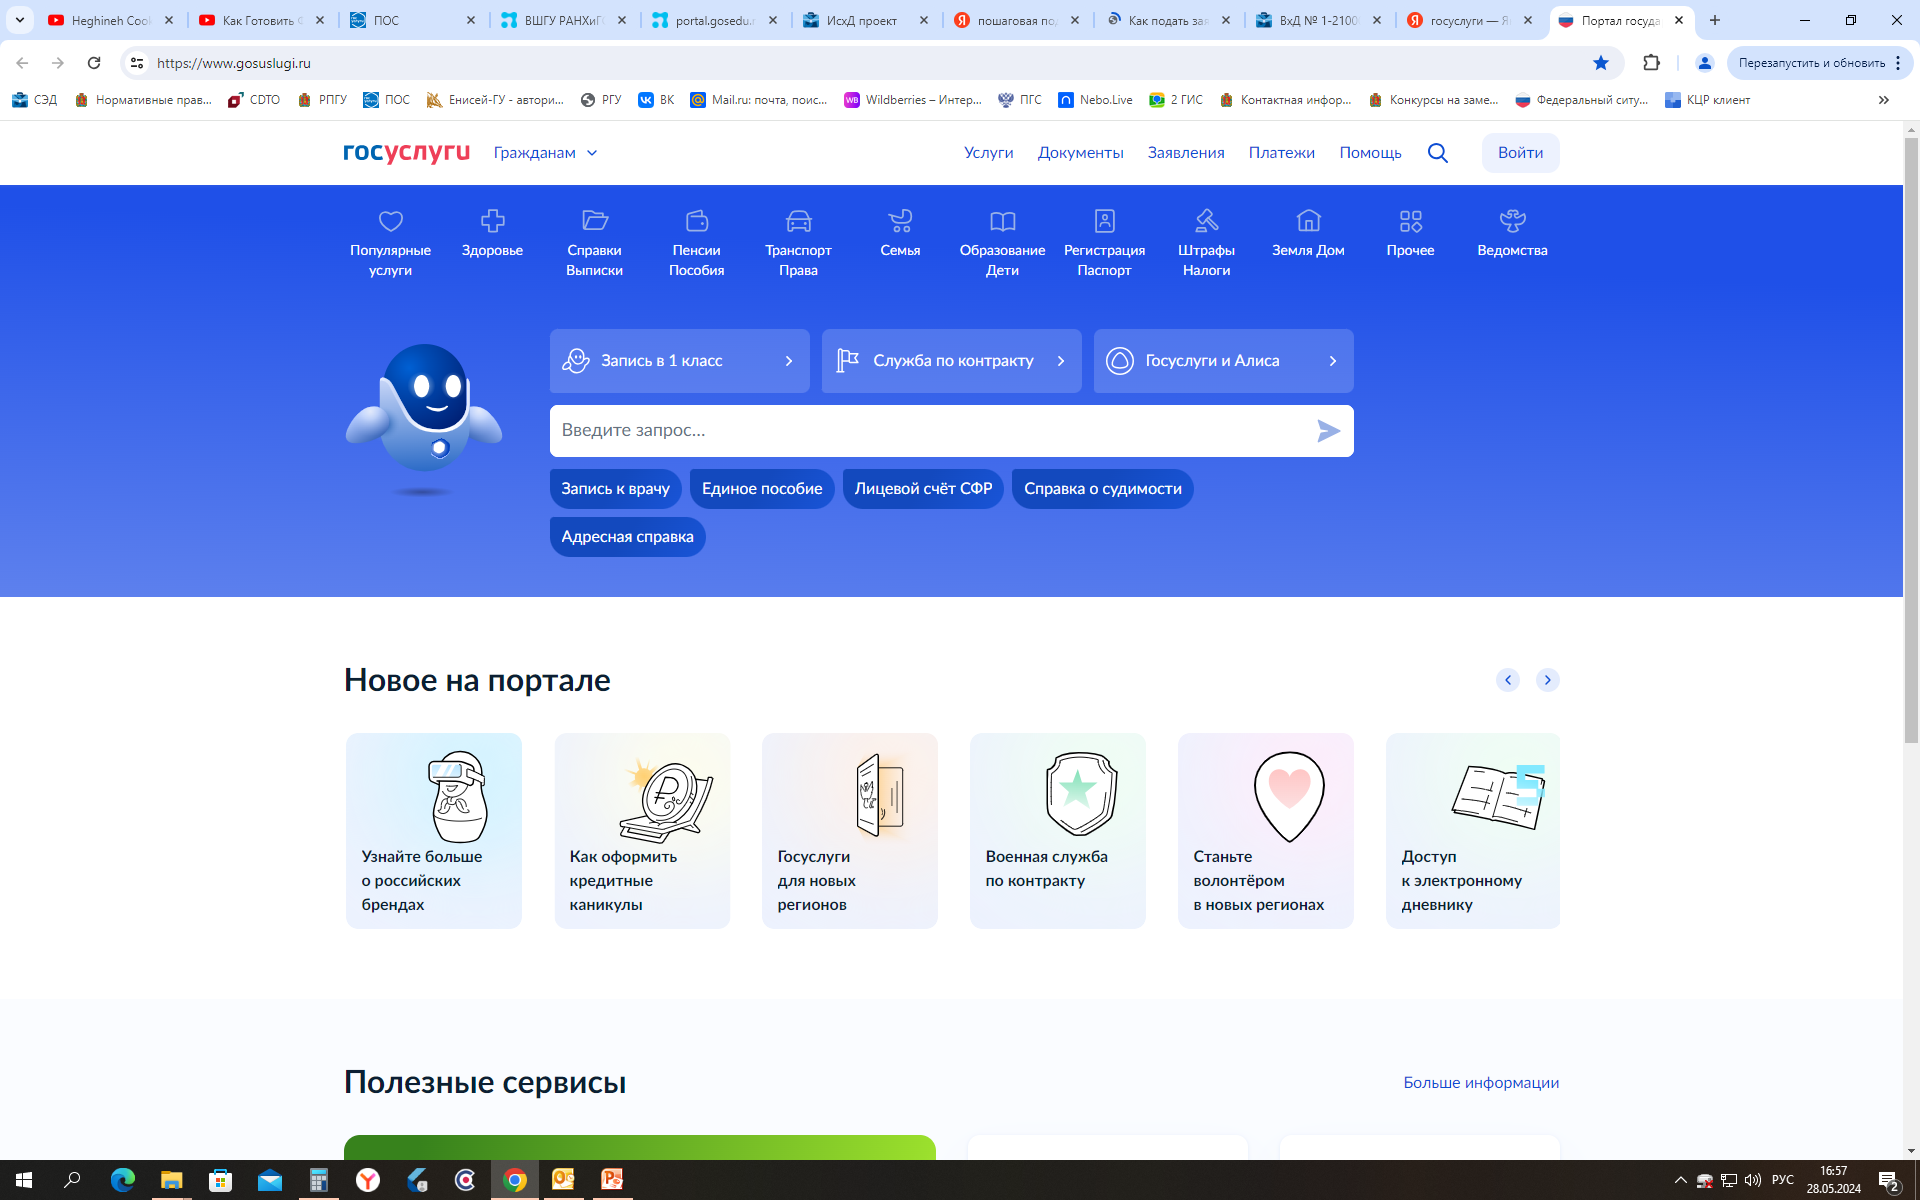 Heghineh Cook
Как Готовить
ПОС
ВШГУ РАНХиГС
portal.gosedu.r
ИсхД проект
пошаговая по
Как подать зая
ВхД № 1-2100
госуслуги — Я
Портал госуда
https://www.gosuslugi.ru
Перезапустить и обновить
СЭД
Нормативные прав...
CDTO
РПГУ
ПОС
Енисей-ГУ - автори...
РГУ
ВК
Mail.ru: почта, поис...
Wildberries – Интер...
ПГС
Nebo.Live
2 ГИС
Контактная инфор...
Конкурсы на заме...
Федеральный ситу...
КЦР клиент
госуслуги
Гражданам
Услуги
Документы
Заявления
Платежи
Помощь
Войти
Популярные
услуги
Здоровье
Справки
Выписки
Пенсии
Пособия
Транспорт
Права
Семья
Образование
Дети
Регистрация
Паспорт
Штрафы
Налоги
Земля Дом
Прочее
Ведомства
Запись в 1 класс
Служба по контракту
Госуслуги и Алиса
Введите запрос...
Запись к врачу
Единое пособие
Лицевой счёт СФР
Справка о судимости
Адресная справка
Новое на портале
Узнайте больше
о российских
брендах
Как оформить
кредитные
каникулы
Госуслуги
для новых
регионов
Военная служба
по контракту
Станьте
волонтёром
в новых регионах
5
Доступ
к электронному
дневнику
Полезные сервисы
Больше информации
РУС
16:57
28.05.2024
2